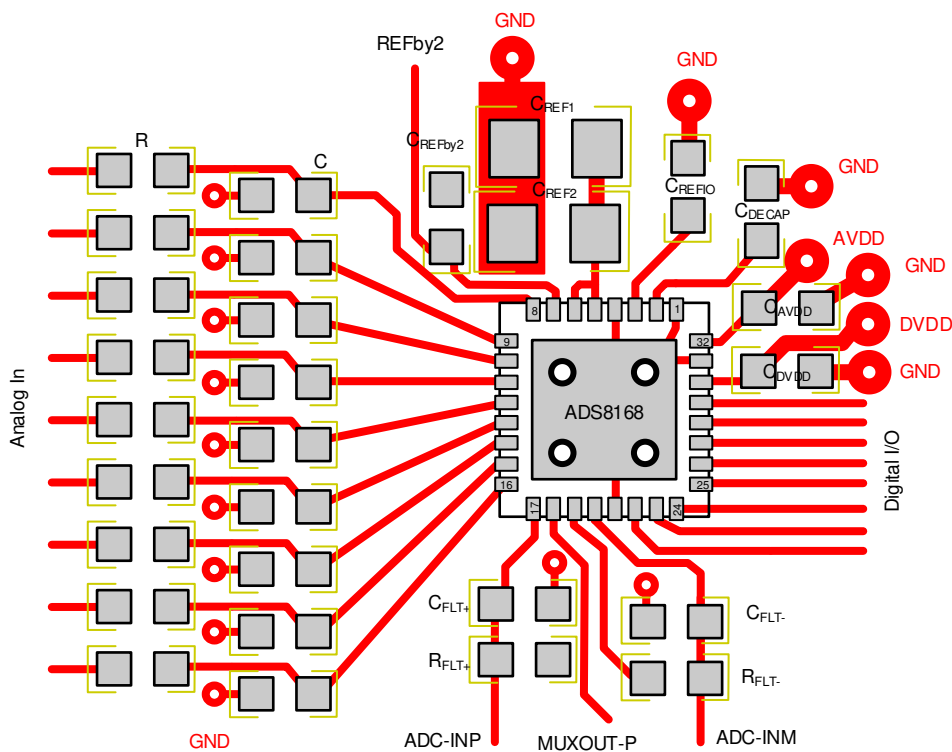 GND
REFby2
GND
CREF1
R
CREFby2
C
CREF2
CREFIO
GND
CDECAP
AVDD
GND
8
1
CAVDD
DVDD
9
32
CDVDD
GND
Analog In
ADS8168
Digital I/O
16
25
17
24
CFLT+
CFLT-
RFLT+
RFLT-
GND
ADC-INP
MUXOUT-P
ADC-INM